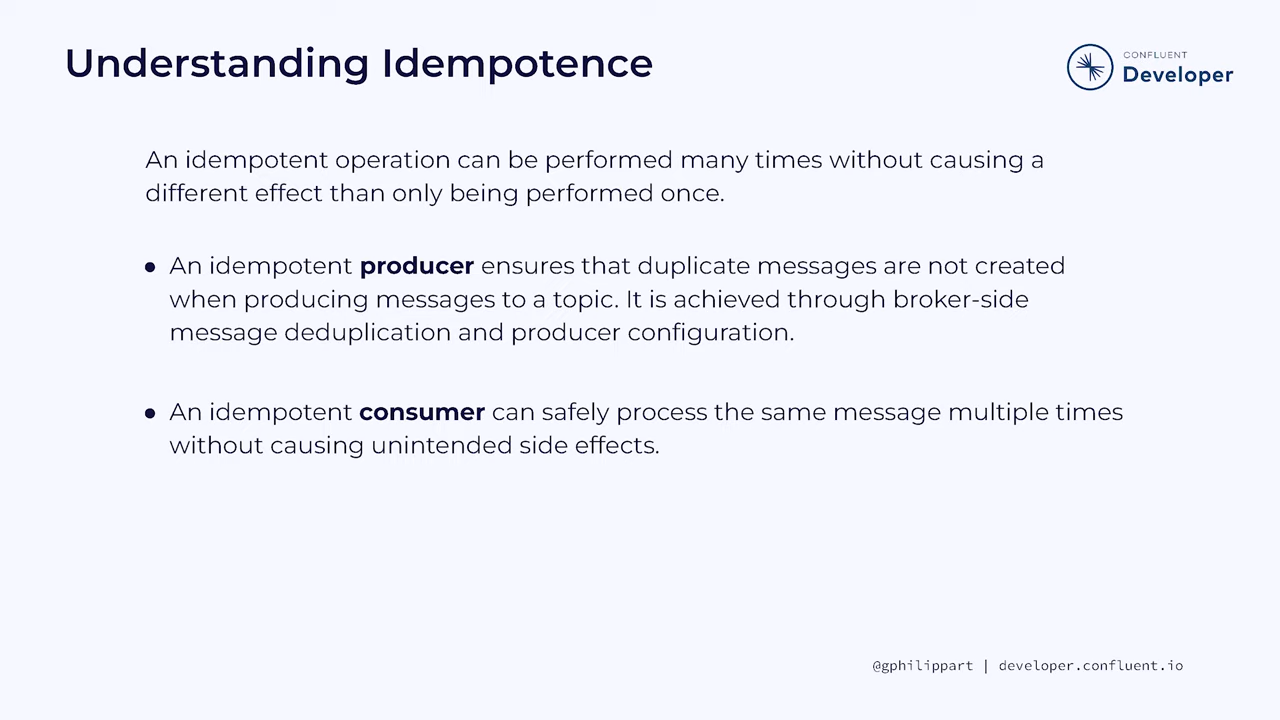 Understanding Idempotence
CONFLUENT
Developer
An idempotent operation can be performed many times without causing a
different effect than only being performed once.
● An idempotent producer ensures that duplicate messages are not created
when producing messages to a topic. It is achieved through broker-side
message deduplication and producer configuration.
● An idempotent consumer can safely process the same message multiple times
without causing unintended side effects.
@gphilippart | developer.confluent.io